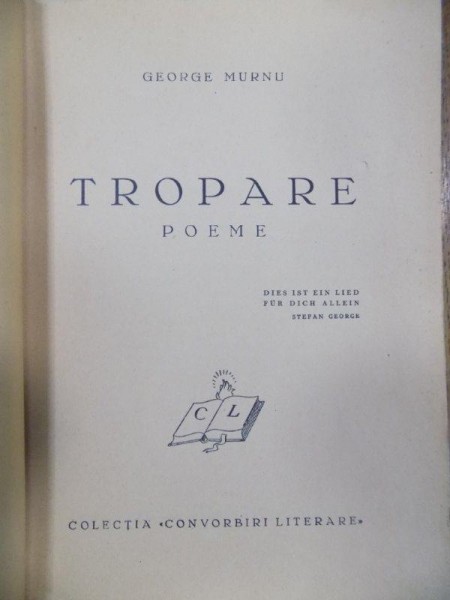 GEORGE MURNU
TROPARE
POEME
DIES IST EIN LIED
FÜR DICH ALLEIN
STEFAN GEORGE
C L
COLECȚIA «CONVORBIRI LITERARE»